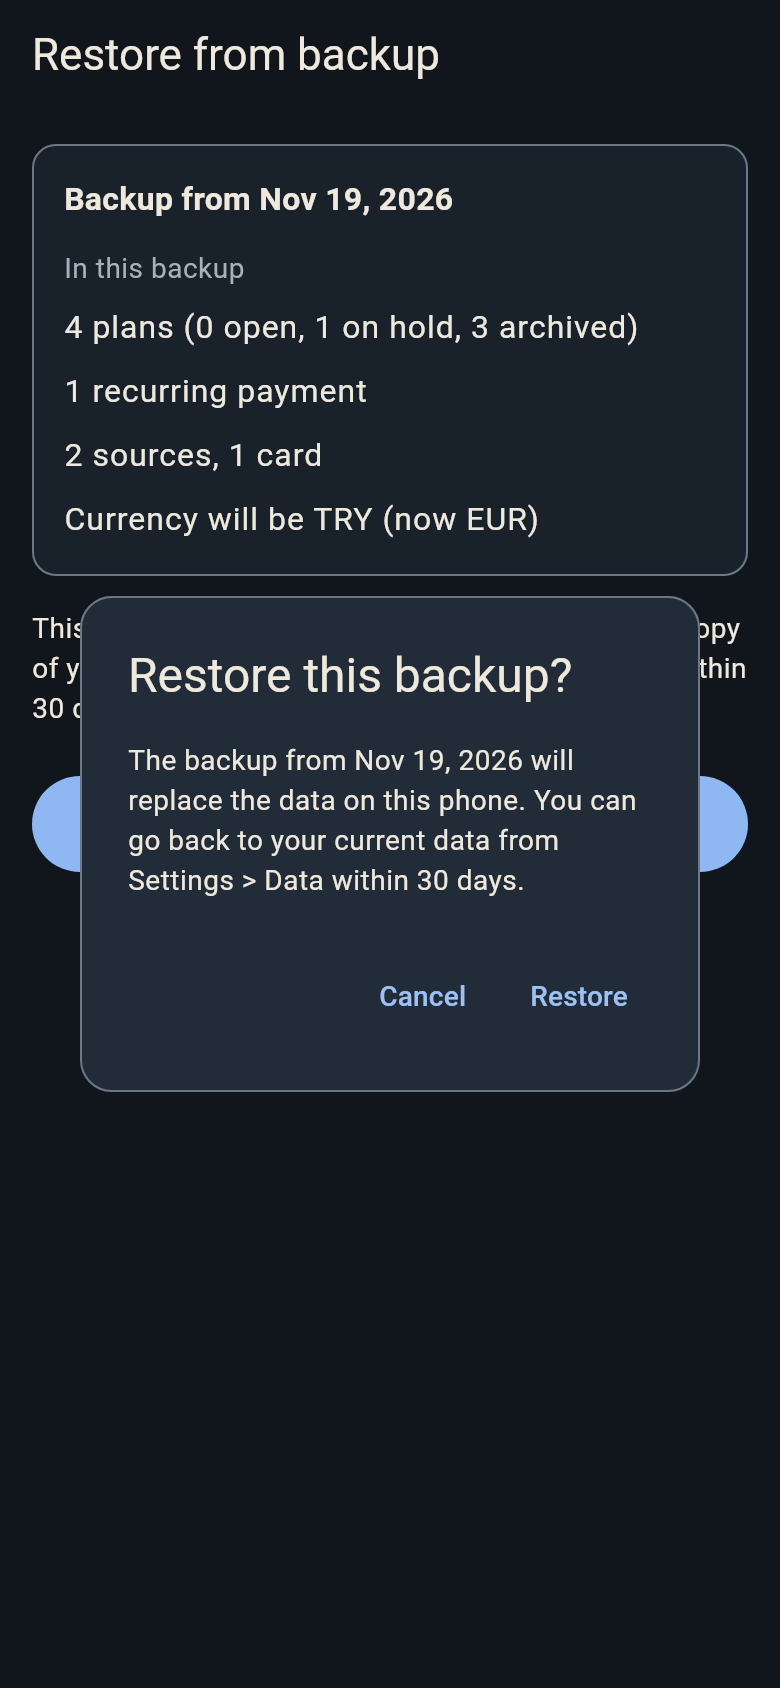 Restore from backup
Backup from Nov 19, 2026
In this backup
4 plans (0 open, 1 on hold, 3 archived)
1 recurring payment
2 sources, 1 card
Currency will be TRY (now EUR)
This
of
30
Restore this backup?
The backup from Nov 19, 2026 will
replace the data on this phone. You can
go back to your current data from
Settings > Data within 30 days.
Cancel
Restore